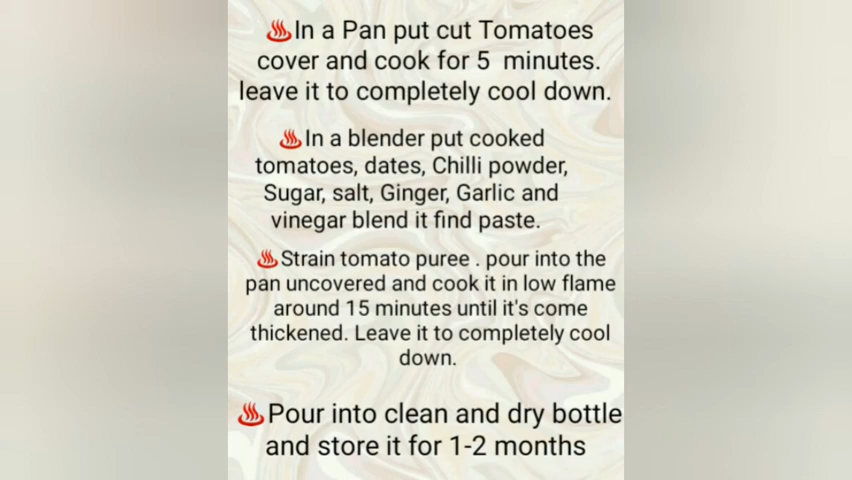 ♨️In a Pan put cut Tomatoes
cover and cook for 5 minutes.
leave it to completely cool down.
♨️In a blender put cooked
tomatoes, dates, Chilli powder,
Sugar, salt, Ginger, Garlic and
vinegar blend it find paste.
♨️Strain tomato puree . pour into the
pan uncovered and cook it in low flame
around 15 minutes until it's come
thickened. Leave it to completely cool
down.
♨️Pour into clean and dry bottle
and store it for 1-2 months